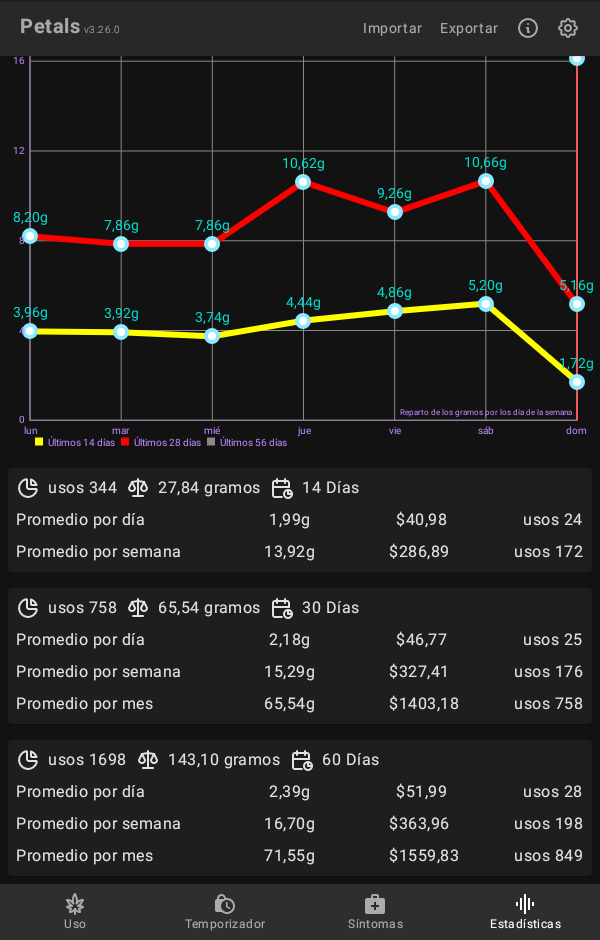 Petals v3.26.0 Importar Exportar
16
12
10,62g 10,66g
9,26g
8,20g 7,86g 7,86g
8
5,16g
5,20g
4,86g
4,44g
3,96g 3,92g 3,74g
4
1,72g
Reparto de los gramos por los día de la semana
0
lun mar mié jue vie sáb dom
Últimos 14 días Últimos 28 días Últimos 56 días
usos 344 27,84 gramos 14 Días
Promedio por día 1,99g $40,98 usos 24
Promedio por semana 13,92g $286,89 usos 172
usos 758 65,54 gramos 30 Días
Promedio por día 2,18g $46,77 usos 25
Promedio por semana 15,29g $327,41 usos 176
Promedio por mes 65,54g $1403,18 usos 758
usos 1698 143,10 gramos 60 Días
Promedio por día 2,39g $51,99 usos 28
Promedio por semana 16,70g $363,96 usos 198
Promedio por mes 71,55g $1559,83 usos 849
Uso Temporizador Síntomas Estadísticas